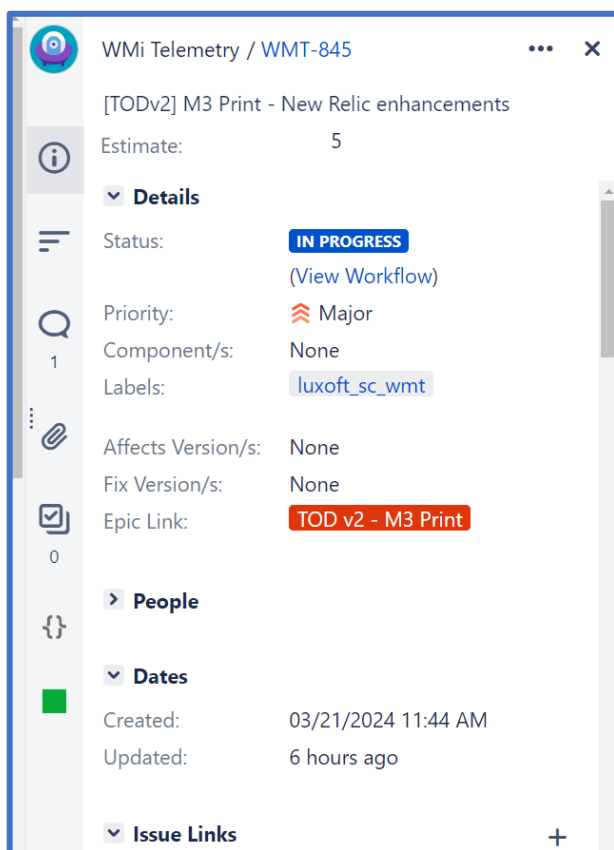 WMi Telemetry / WMT-845
[TODv2] M3 Print - New Relic enhancements
Estimate: 5
Details
Status: IN PROGRESS
(View Workflow)
Priority: Major
Component/s: None
1
Labels: luxoft_sc_wmt
Affects Version/s: None
Fix Version/s: None
Epic Link: TOD v2 - M3 Print
0
People
{}
Dates
Created: 03/21/2024 11:44 AM
Updated: 6 hours ago
Issue Links